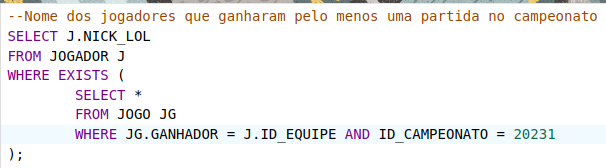 --Nome dos jogadores que ganharam pelo menos uma partida no campeonato
SELECT J.NICK_LOL
FROM JOGADOR J
WHERE EXISTS (
SELECT *
FROM JOGO JG
WHERE JG.GANHADOR = J.ID_EQUIPE AND ID_CAMPEONATO = 20231
);